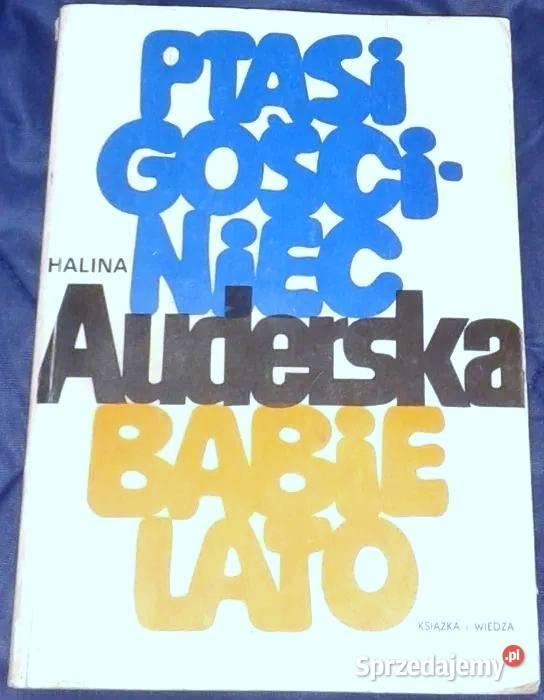 PTASi
GOŚCi-
NiEC
HALINA
Auderska
BABiE
LATO
KSIĄŻKA i WIEDZA
Sprzedajemy.pl